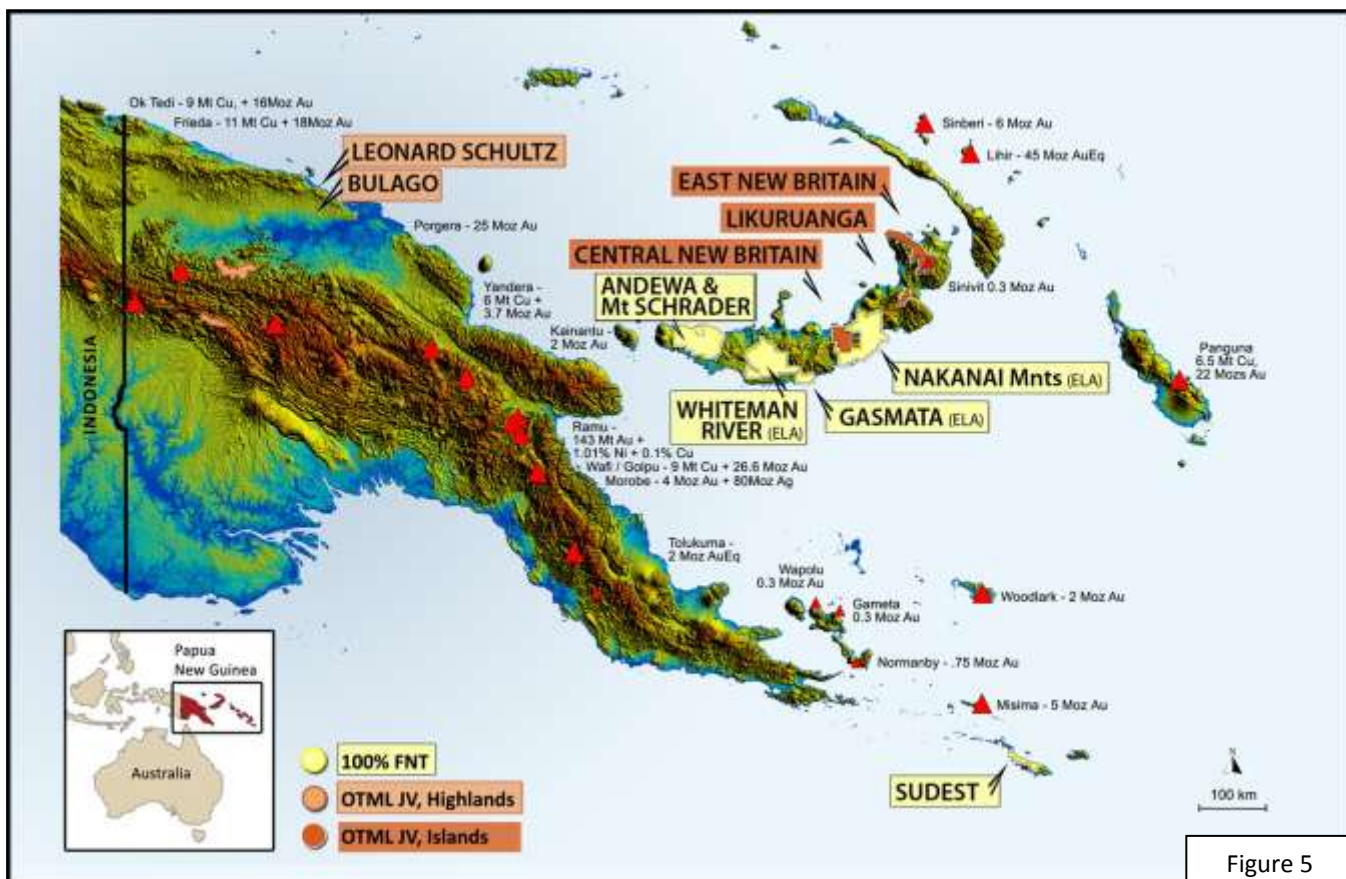 Ok Tedi - 9 Mt Cu, + 16Moz Au
Frieda - 11 Mt Cu + 18Moz Au
LEONARD SCHULTZ
BULAGO
Porgera - 25 Moz Au
Yandera -
6 Mt Cu +
3.7 Moz Au
Kainantu -
2 Moz Au
INDONESIA
Sinberi - 6 Moz Au
Lihir - 45 Moz AuEq
EAST NEW BRITAIN
LIKURUANGA
CENTRAL NEW BRITAIN
ANDEWA &
Mt SCHRADER
Sinivit 0.3 Moz Au
Panguna
6.5 Mt Cu,
22 Mozs Au
NAKANAI Mnts (ELA)
WHITEMAN
RIVER (ELA)
GASMATA (ELA)
Ramu -
143 Mt Au +
1.01% Ni + 0.1% Cu
Wafi / Golpu - 9 Mt Cu + 26.6 Moz Au
Morobe - 4 Moz Au + 80Moz Ag
Tolukuma -
2 Moz AuEq
Wapolu
0.3 Moz Au
Gameta
0.3 Moz Au
Woodlark - 2 Moz Au
Normanby - .75 Moz Au
Misima - 5 Moz Au
SUDEST
Papua
New Guinea
Australia
100% FNT
OTML JV, Highlands
OTML JV, Islands
N
100 km
Figure 5